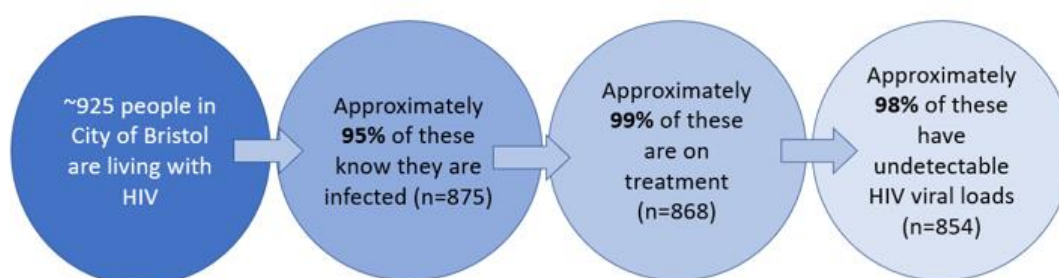 ~925 people in
City of Bristol
are living with
HIV
Approximately
95% of these
know they are
infected (n=875)
Approximately
99% of these
are on
treatment
(n=868)
Approximately
98% of these
have
undetectable
HIV viral loads
(n=854)